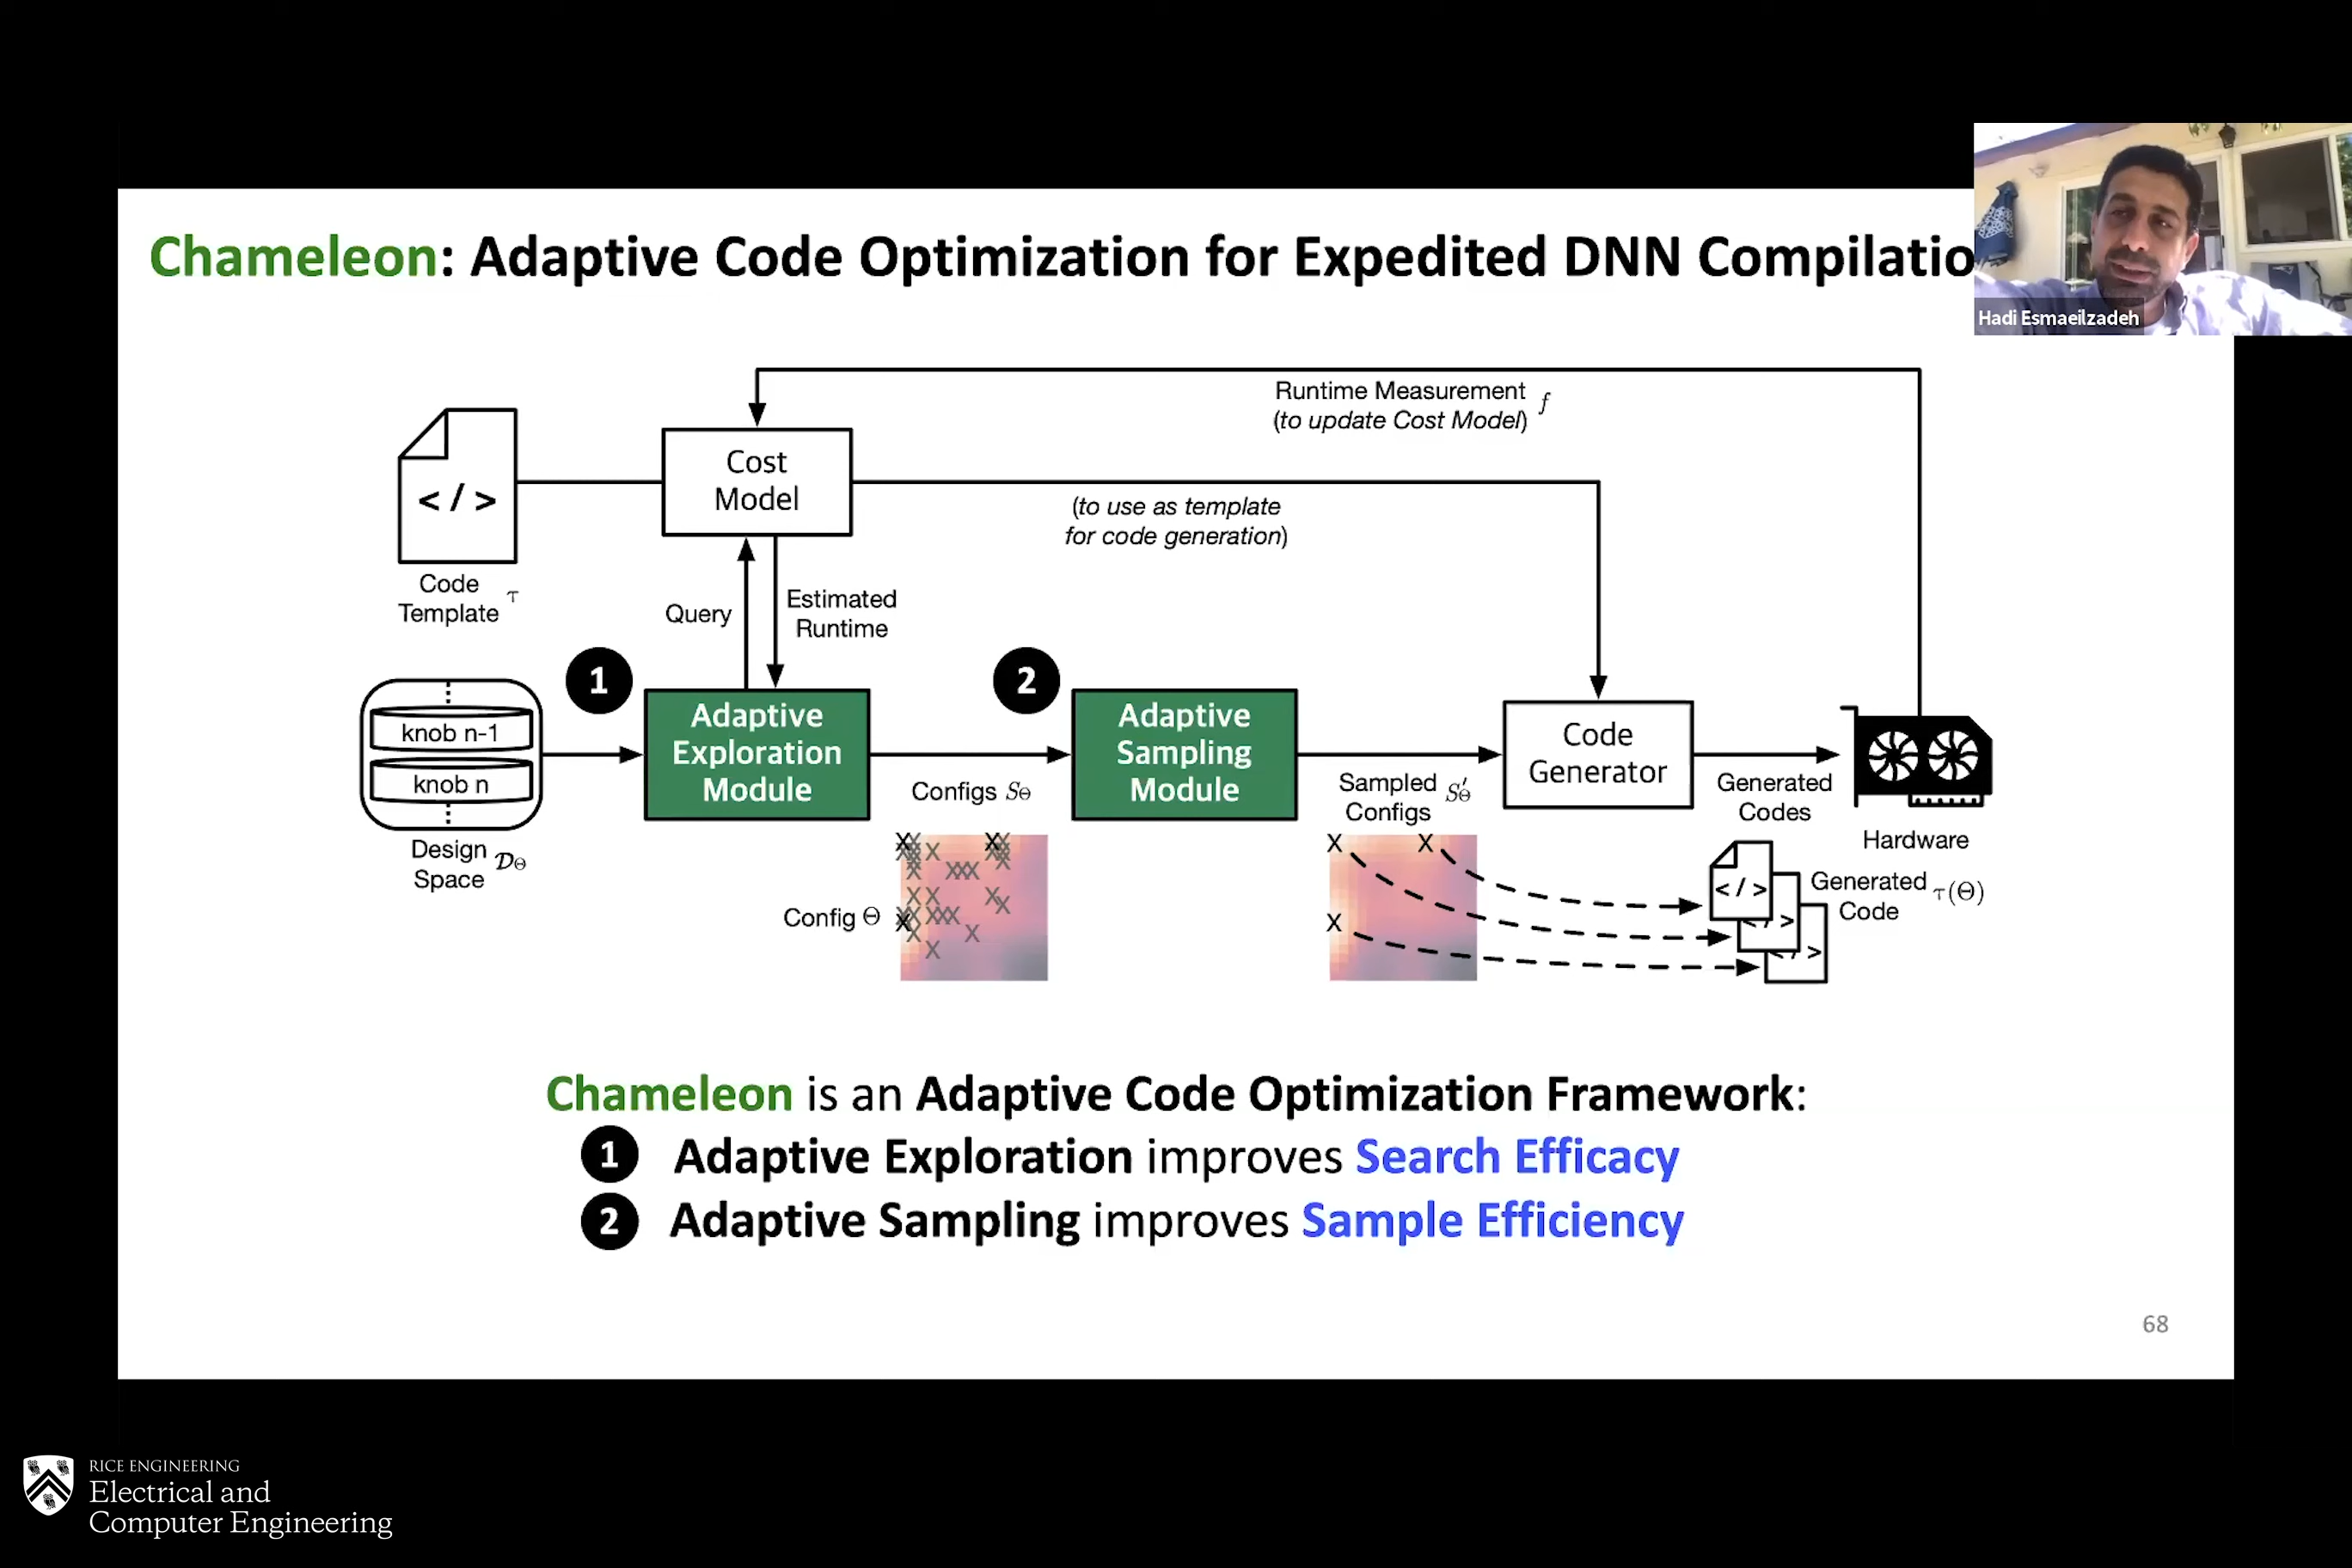 Chameleon: Adaptive Code Optimization for Expedited DNN Compilatio
Hadi Esmaeilzadeh
Runtime Measurement f
(to update Cost Model)
Cost
Model
</>
(to use as template
for code generation)
Code
Template τ
Query
Estimated
Runtime
1
2
knob n-1
knob n
Adaptive
Exploration
Module
Adaptive
Sampling
Module
Code
Generator
Configs SΘ
Sampled
Configs S′Θ
Generated
Codes
Hardware
Design
Space 𝒟Θ
Config Θ
</>
Generated
Code τ(Θ)
Chameleon is an Adaptive Code Optimization Framework:
1 Adaptive Exploration improves Search Efficacy
2 Adaptive Sampling improves Sample Efficiency
68
RICE ENGINEERING
Electrical and
Computer Engineering